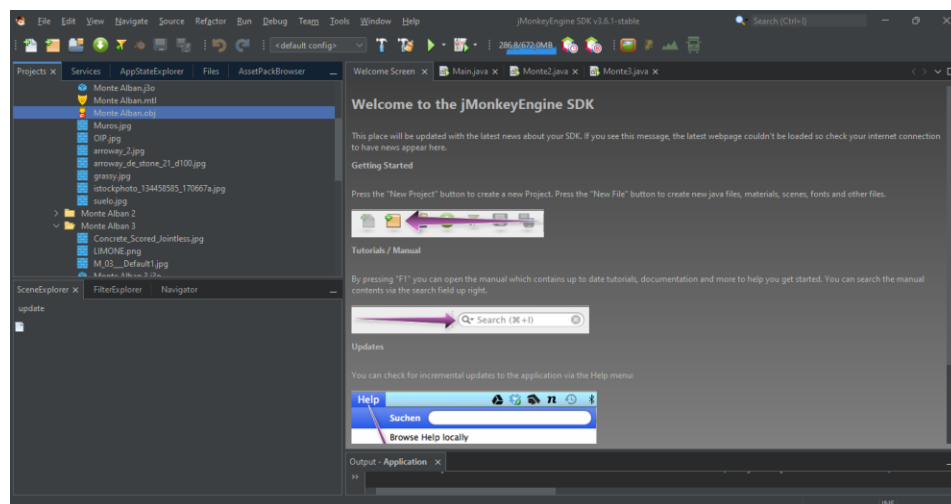 File Edit View Navigate Source Refactor Run Debug Team Tools Window Help
jMonkeyEngine SDK v3.6.1-stable
Search (Ctrl+I)
<default config>
286.8/672.0MB
Projects Services AppStateExplorer Files AssetPackBrowser
Monte Alban.j3o
Monte Alban.mtl
Monte Alban.obj
Muros.jpg
OIP.jpg
arroway_2.jpg
arroway_de_stone_21_d100.jpg
grassy.jpg
istockphoto_134458585_170667a.jpg
suelo.jpg
Monte Alban 2
Monte Alban 3
Concrete_Scored_Jointless.jpg
LIMONE.png
M_03___Default1.jpg
Monte Alban 3.j3o
SceneExplorer FilterExplorer Navigator
update
Welcome Screen Main.java Monte2.java Monte3.java
Welcome to the jMonkeyEngine SDK
This place will be updated with the latest news about your SDK. If you see this message, the latest webpage couldn't be loaded so check your internet connection
to have news appear here.
Getting Started
Press the "New Project" button to create a new Project. Press the "New File" button to create new java files, materials, scenes, fonts and other files.
Tutorials / Manual
By pressing "F1" you can open the manual which contains up to date tutorials, documentation and more to help you get started. You can search the manual
contents via the search field up right.
Search (⌘+I)
Updates
You can check for incremental updates to the application via the Help menu:
Help
Suchen
Browse Help locally
Output - Application
INS